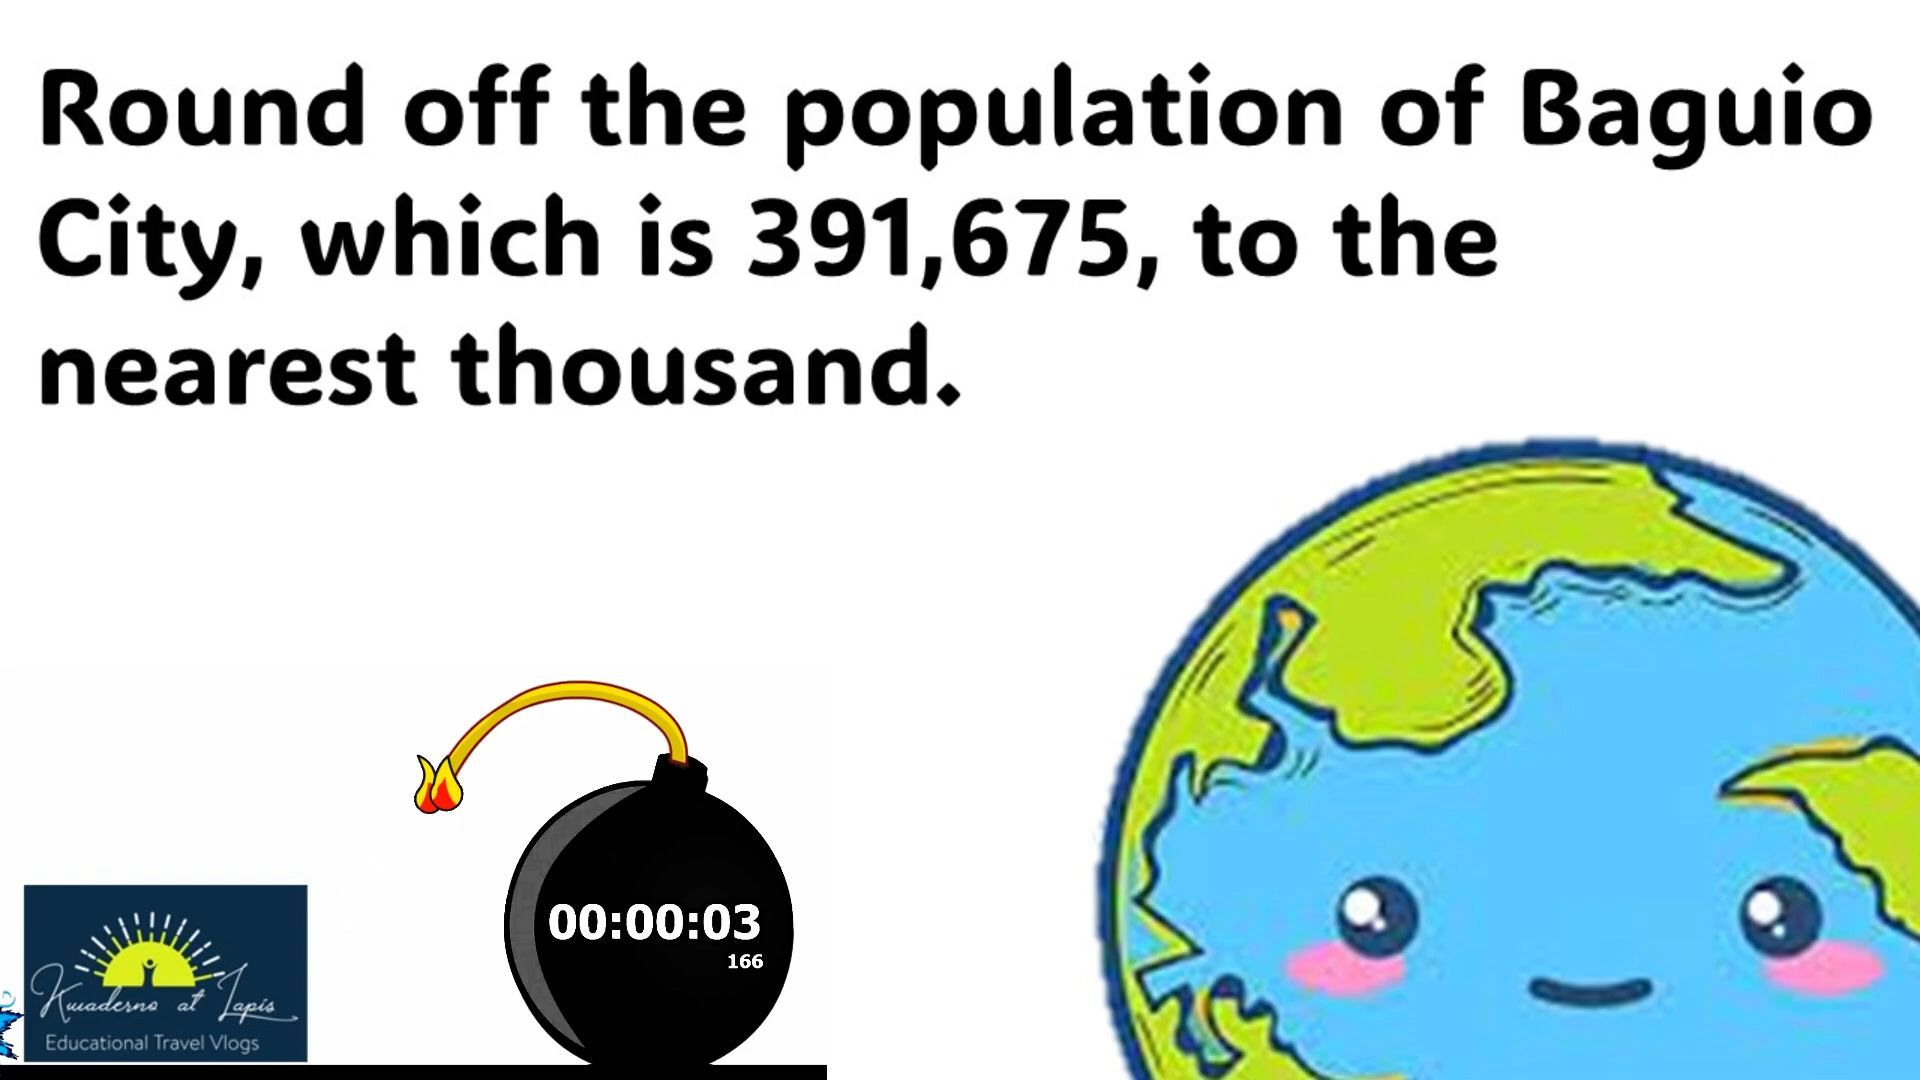 Round off the population of Baguio
City, which is 391,675, to the
nearest thousand.
00:00:03
166
Kwaderno at Lapis
Educational Travel Vlogs